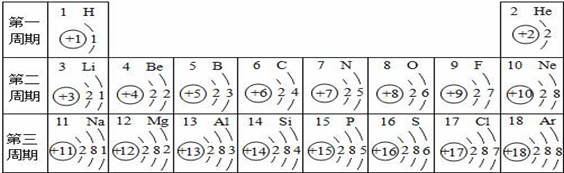 第一周期 1 H +1 1 2 He +2 2
第二周期 3 Li +3 2 1 4 Be +4 2 2 5 B +5 2 3 6 C +6 2 4 7 N +7 2 5 8 O +8 2 6 9 F +9 2 7 10 Ne +10 2 8
第三周期 11 Na +11 2 8 1 12 Mg +12 2 8 2 13 Al +13 2 8 3 14 Si +14 2 8 4 15 P +15 2 8 5 16 S +16 2 8 6 17 Cl +17 2 8 7 18 Ar +18 2 8 8